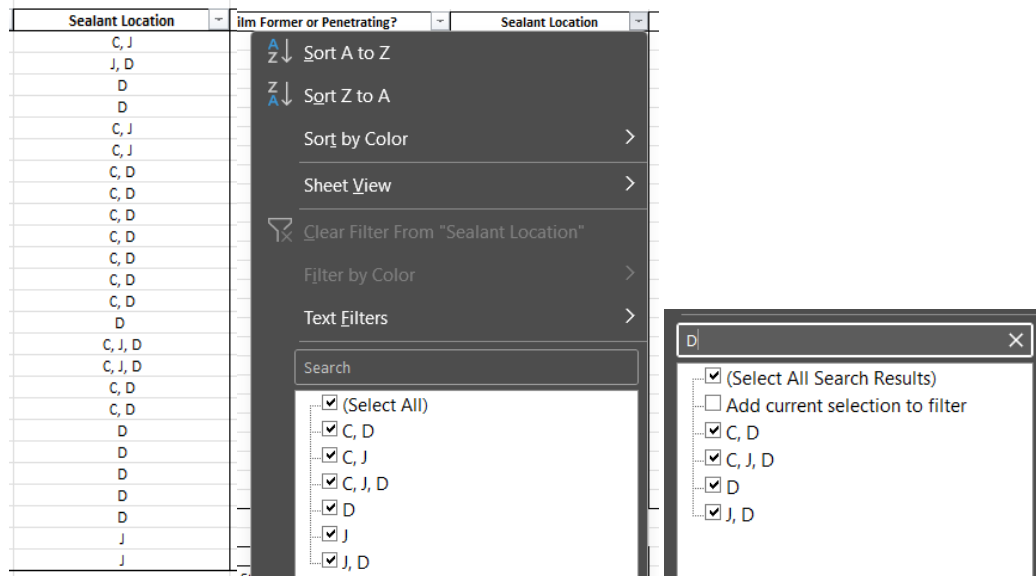 Sealant Location
C, J
J, D
D
D
C, J
C, J
C, D
C, D
C, D
C, D
C, D
C, D
C, D
D
C, J, D
C, J, D
C, D
C, D
D
D
D
D
D
J
J
ilm Former or Penetrating?
Sealant Location
Sort A to Z
Sort Z to A
Sort by Color
Sheet View
Clear Filter From "Sealant Location"
Filter by Color
Text Filters
Search
(Select All)
C, D
C, J
C, J, D
D
J
J, D
D
(Select All Search Results)
Add current selection to filter
C, D
C, J, D
D
J, D